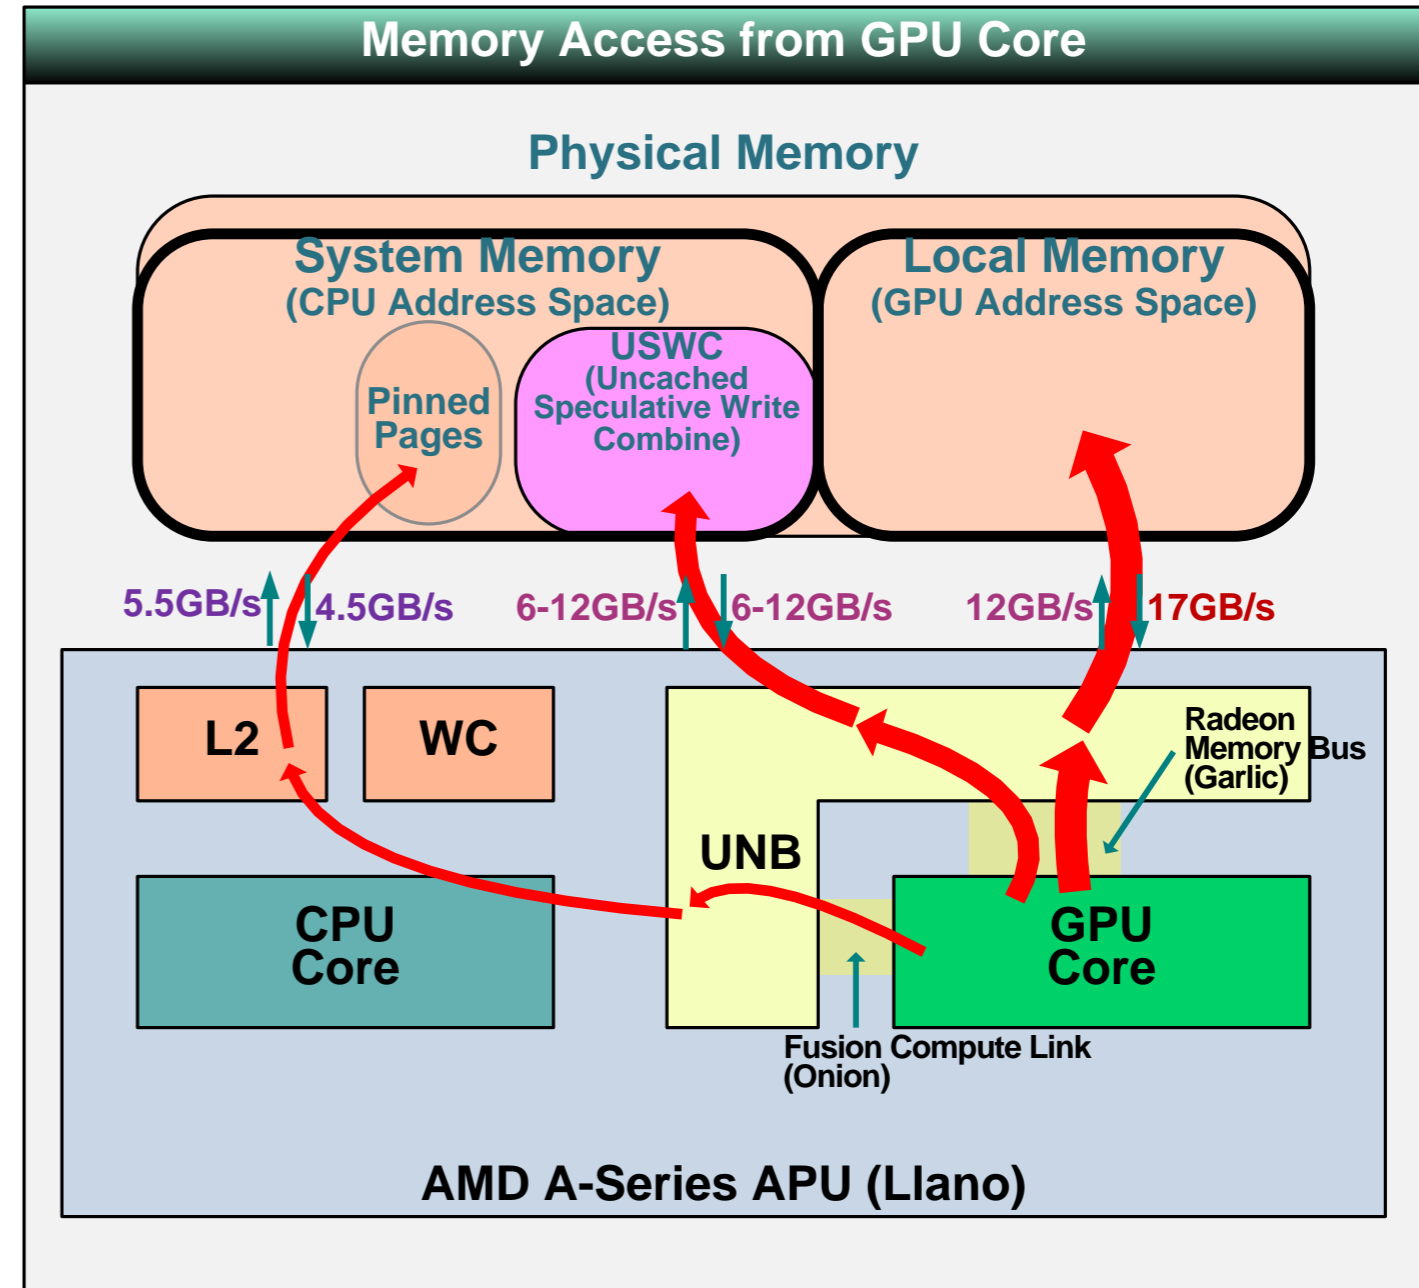 Memory Access from GPU Core
Physical Memory
System Memory
(CPU Address Space)
Local Memory
(GPU Address Space)
Pinned
Pages
USWC
(Uncached
Speculative Write
Combine)
5.5GB/s
4.5GB/s
6-12GB/s
6-12GB/s
12GB/s
17GB/s
L2
WC
UNB
Radeon
Memory Bus
(Garlic)
CPU
Core
GPU
Core
Fusion Compute Link
(Onion)
AMD A-Series APU (Llano)